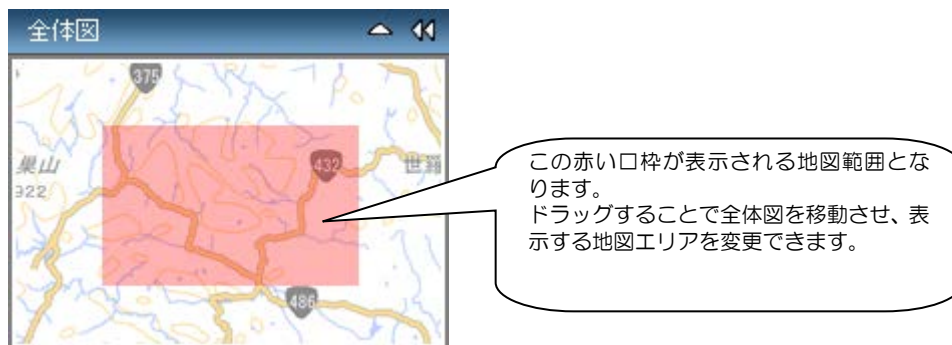 全体図
375
432
巣山
922
世羅
486
この赤い口枠が表示される地図範囲とな
ります。
ドラッグすることで全体図を移動させ、表
示する地図エリアを変更できます。